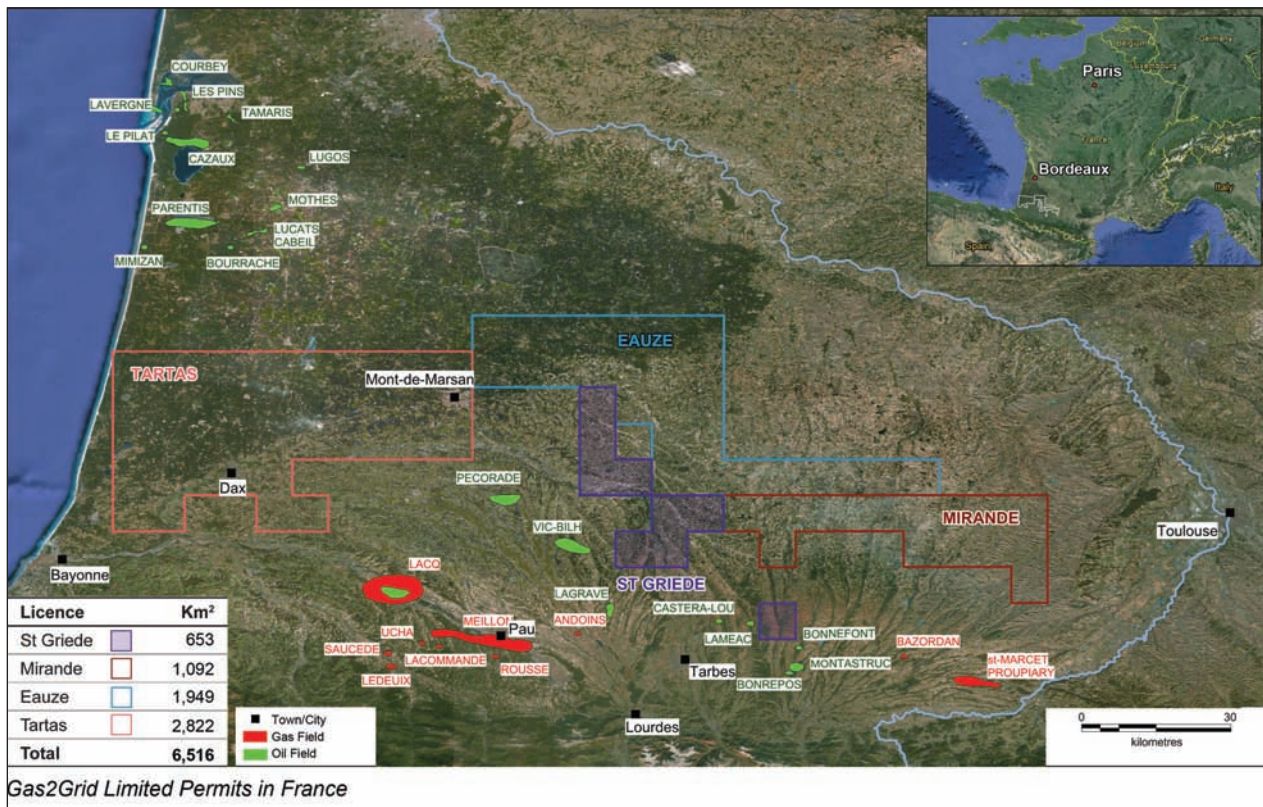 COURBEY
LES PINS
LAVERGNE
TAMARIS
LE PILAT
CAZAUX
LUGOS
MOTHES
PARENTIS
LUCATS
CABEIL
MIMIZAN
BOURRACHE
Belgium
Germany
Luxembourg
Paris
France
Bordeaux
Italy
Spain
EAUZE
TARTAS
Mont-de-Marsan
Dax
PECORADE
MIRANDE
Toulouse
VIC-BILH
Bayonne
LACQ
ST GRIEDE
LAGRAVE
CASTERA-LOU
MEILLON
Pau
ANDOINS
UCHA
LAMEAC
BONNEFONT
SAUCEDE
LACOMMANDE
ROUSSE
BAZORDAN
LEDEUIX
Tarbes
MONTASTRUC
BONREPOS
st-MARCET
PROUPIARY
Lourdes
Licence Km²
St Griede 653
Mirande 1,092
Eauze 1,949
Tartas 2,822
Total 6,516
Town/City
Gas Field
Oil Field
0 30
kilometres
Gas2Grid Limited Permits in France